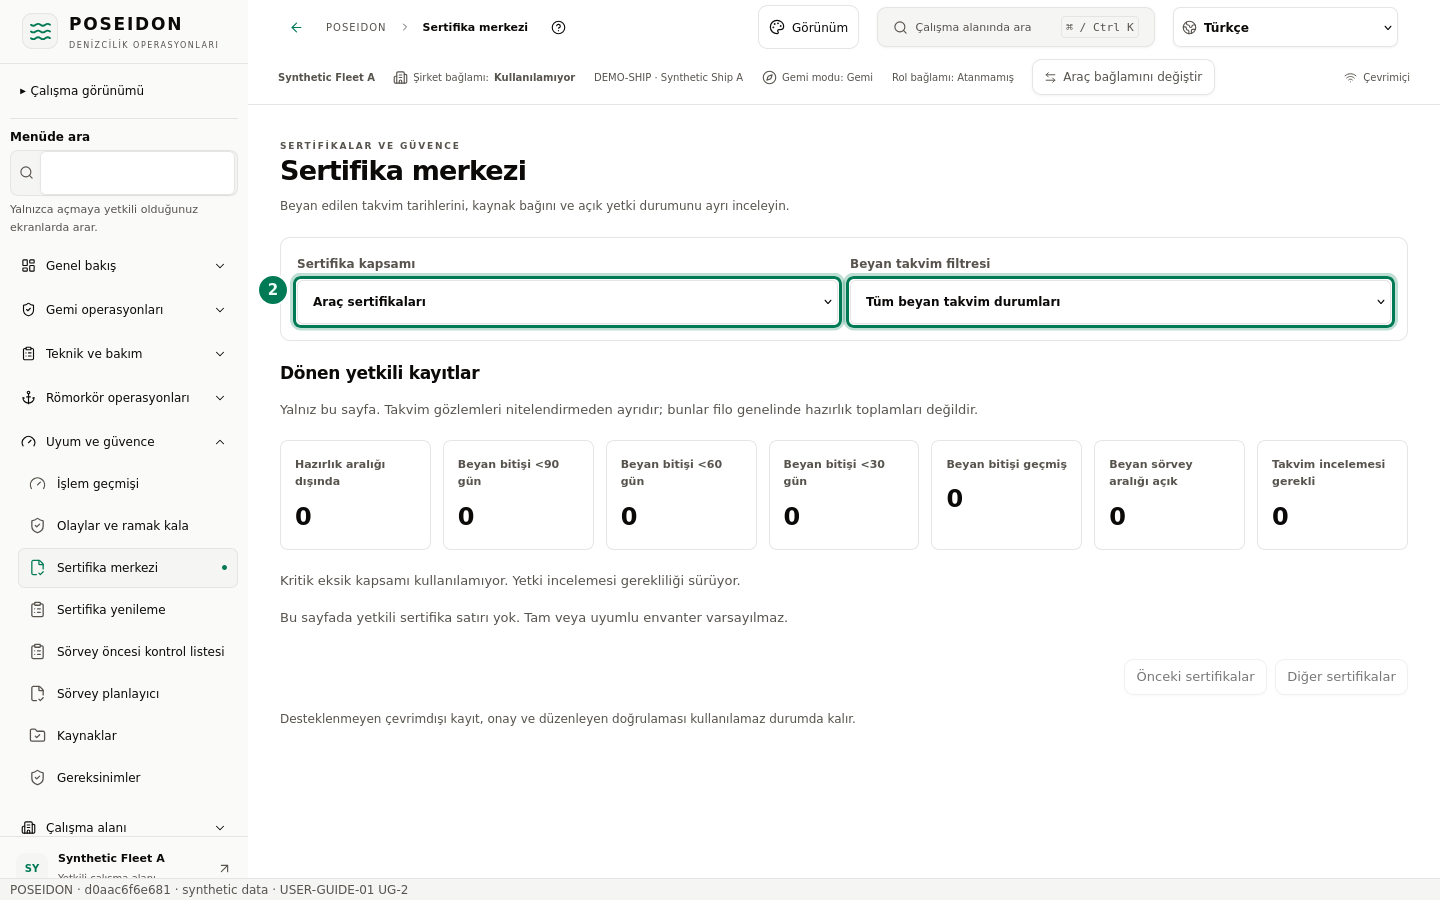 POSEIDON
DENİZCİLİK OPERASYONLARI
Çalışma görünümü
Menüde ara
Yalnızca açmaya yetkili olduğunuz
ekranlarda arar.
Genel bakış
Gemi operasyonları
Teknik ve bakım
Römorkör operasyonları
Uyum ve güvence
İşlem geçmişi
Olaylar ve ramak kala
Sertifika merkezi
Sertifika yenileme
Sörvey öncesi kontrol listesi
Sörvey planlayıcı
Kaynaklar
Gereksinimler
Çalışma alanı
SY
Synthetic Fleet A
Yetkili çalışma alanı
POSEIDON
Sertifika merkezi
Görünüm
Çalışma alanında ara
⌘ / Ctrl K
Türkçe
Synthetic Fleet A
Şirket bağlamı: Kullanılamıyor
DEMO-SHIP · Synthetic Ship A
Gemi modu: Gemi
Rol bağlamı: Atanmamış
Araç bağlamını değiştir
Çevrimiçi
SERTİFİKALAR VE GÜVENCE
Sertifika merkezi
Beyan edilen takvim tarihlerini, kaynak bağını ve açık yetki durumunu ayrı inceleyin.
2
Sertifika kapsamı
Araç sertifikaları
Beyan takvim filtresi
Tüm beyan takvim durumları
Dönen yetkili kayıtlar
Yalnız bu sayfa. Takvim gözlemleri nitelendirmeden ayrıdır; bunlar filo genelinde hazırlık toplamları değildir.
Hazırlık aralığı
dışında
0
Beyan bitişi <90
gün
0
Beyan bitişi <60
gün
0
Beyan bitişi <30
gün
0
Beyan bitişi geçmiş
0
Beyan sörvey
aralığı açık
0
Takvim incelemesi
gerekli
0
Kritik eksik kapsamı kullanılamıyor. Yetki incelemesi gerekliliği sürüyor.
Bu sayfada yetkili sertifika satırı yok. Tam veya uyumlu envanter varsayılmaz.
Önceki sertifikalar
Diğer sertifikalar
Desteklenmeyen çevrimdışı kayıt, onay ve düzenleyen doğrulaması kullanılamaz durumda kalır.
POSEIDON · d0aac6f6e681 · synthetic data · USER-GUIDE-01 UG-2